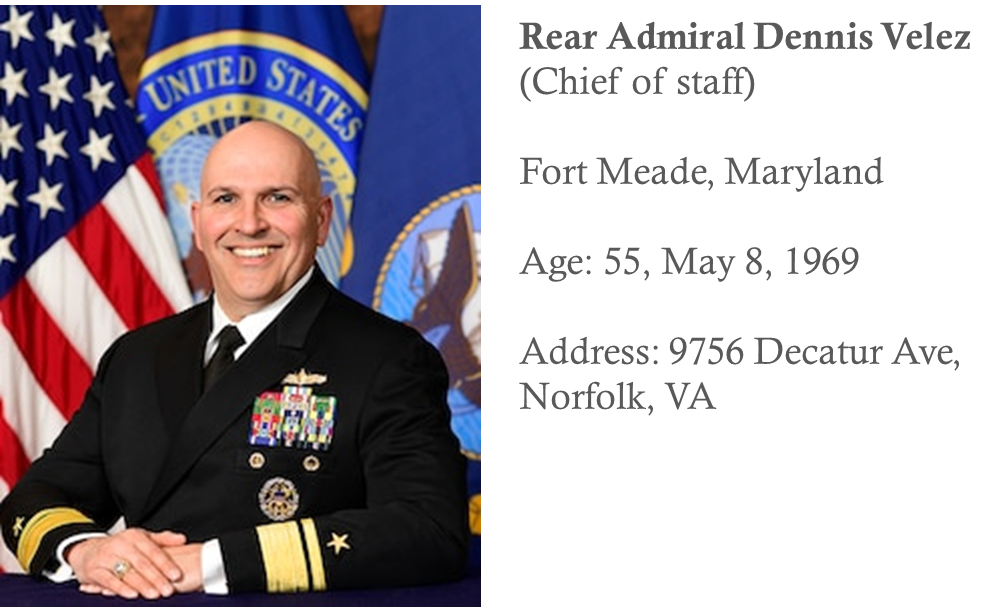 UNITED STATES
Rear Admiral Dennis Velez
(Chief of staff)
Fort Meade, Maryland
Age: 55, May 8, 1969
Address: 9756 Decatur Ave,
Norfolk, VA